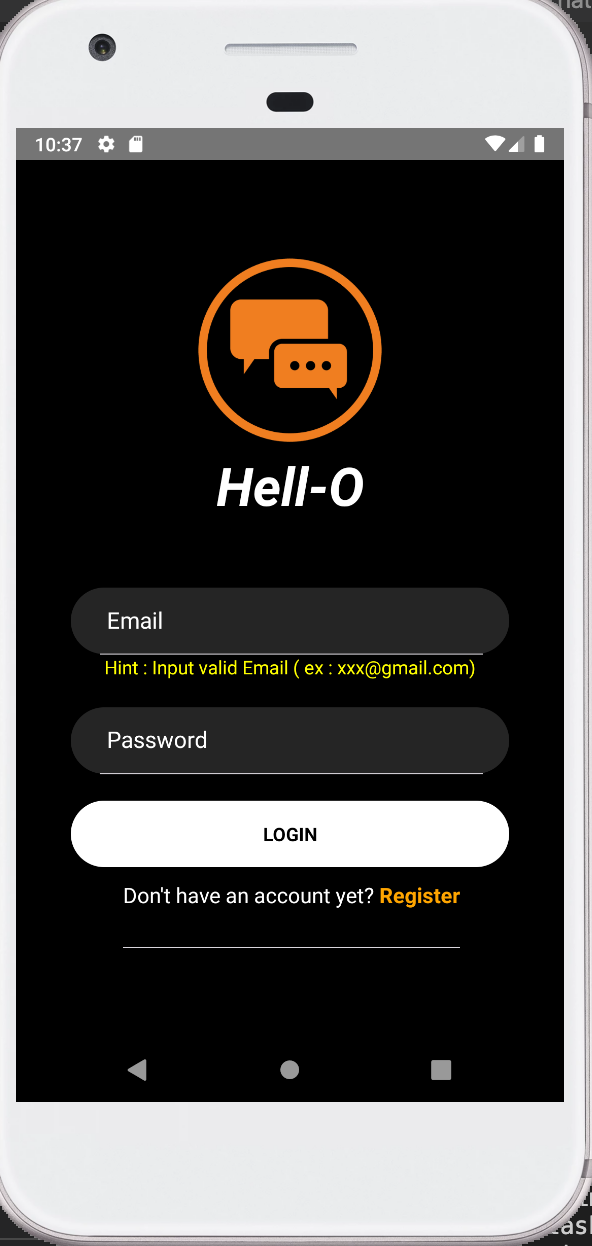 10:37
Hell-O
Email
Hint : Input valid Email ( ex : xxx@gmail.com)
Password
LOGIN
Don't have an account yet? Register